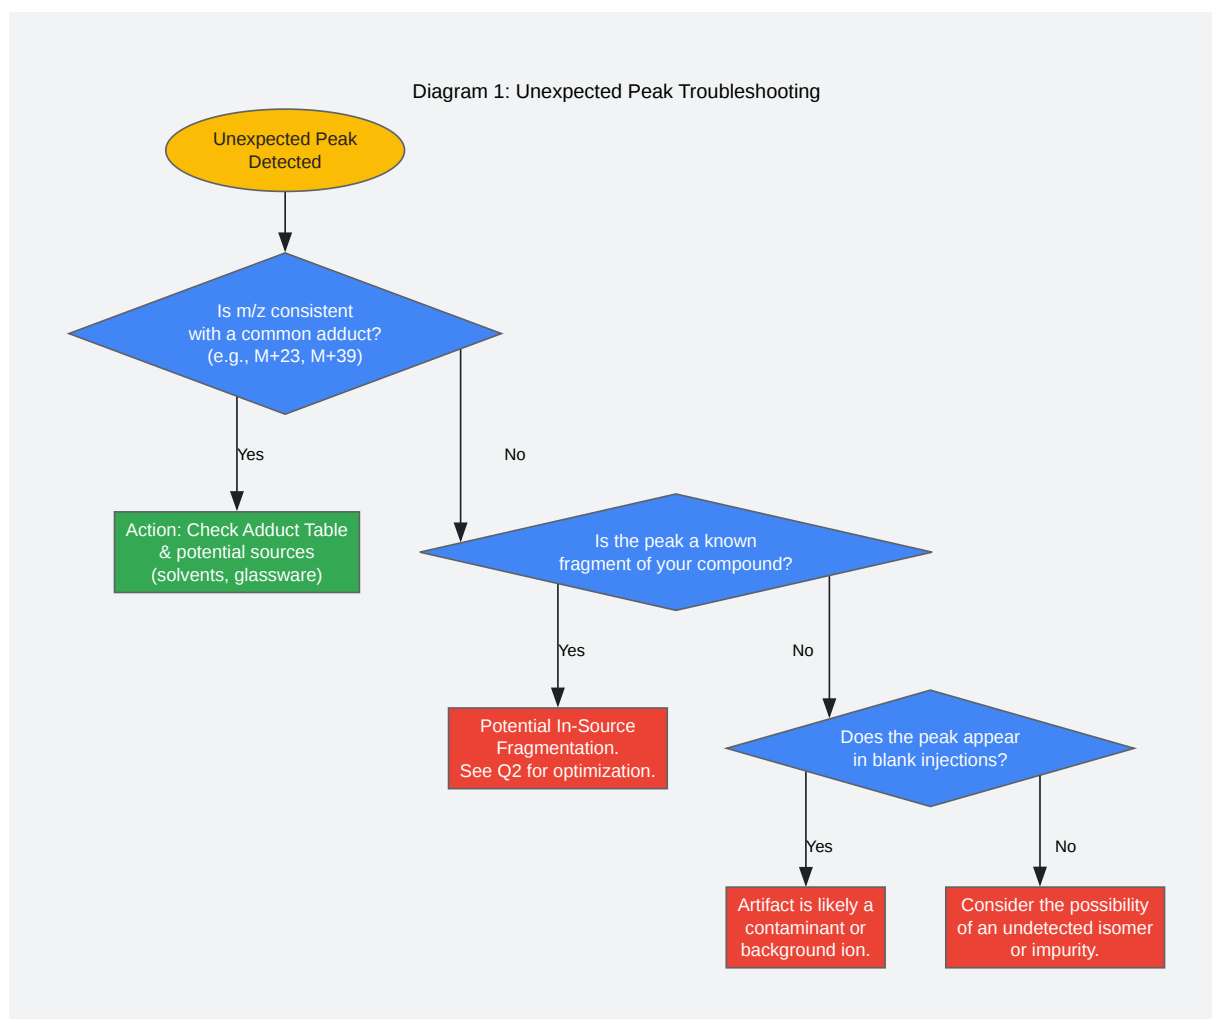 Diagram 1: Unexpected Peak Troubleshooting
Unexpected Peak
Detected
Is m/z consistent
with a common adduct?
(e.g., M+23, M+39)
Yes
No
Action: Check Adduct Table
& potential sources
(solvents, glassware)
Is the peak a known
fragment of your compound?
Yes
No
Potential In-Source
Fragmentation.
See Q2 for optimization.
Does the peak appear
in blank injections?
Yes
No
Artifact is likely a
contaminant or
background ion.
Consider the possibility
of an undetected isomer
or impurity.